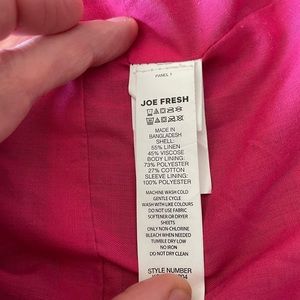 PANEL 1
JOE FRESH
MADE IN
BANGLADESH
SHELL:
55% LINEN
45% VISCOSE
BODY LINING:
73% POLYESTER
27% COTTON
SLEEVE LINING:
100% POLYESTER
MACHINE WASH COLD
GENTLE CYCLE
WASH WITH LIKE COLOURS
DO NOT USE FABRIC
SOFTENER OR DRYER
SHEETS
ONLY NON-CHLORINE
BLEACH WHEN NEEDED
TUMBLE DRY LOW
NO IRON
DO NOT DRY CLEAN
STYLE NUMBER